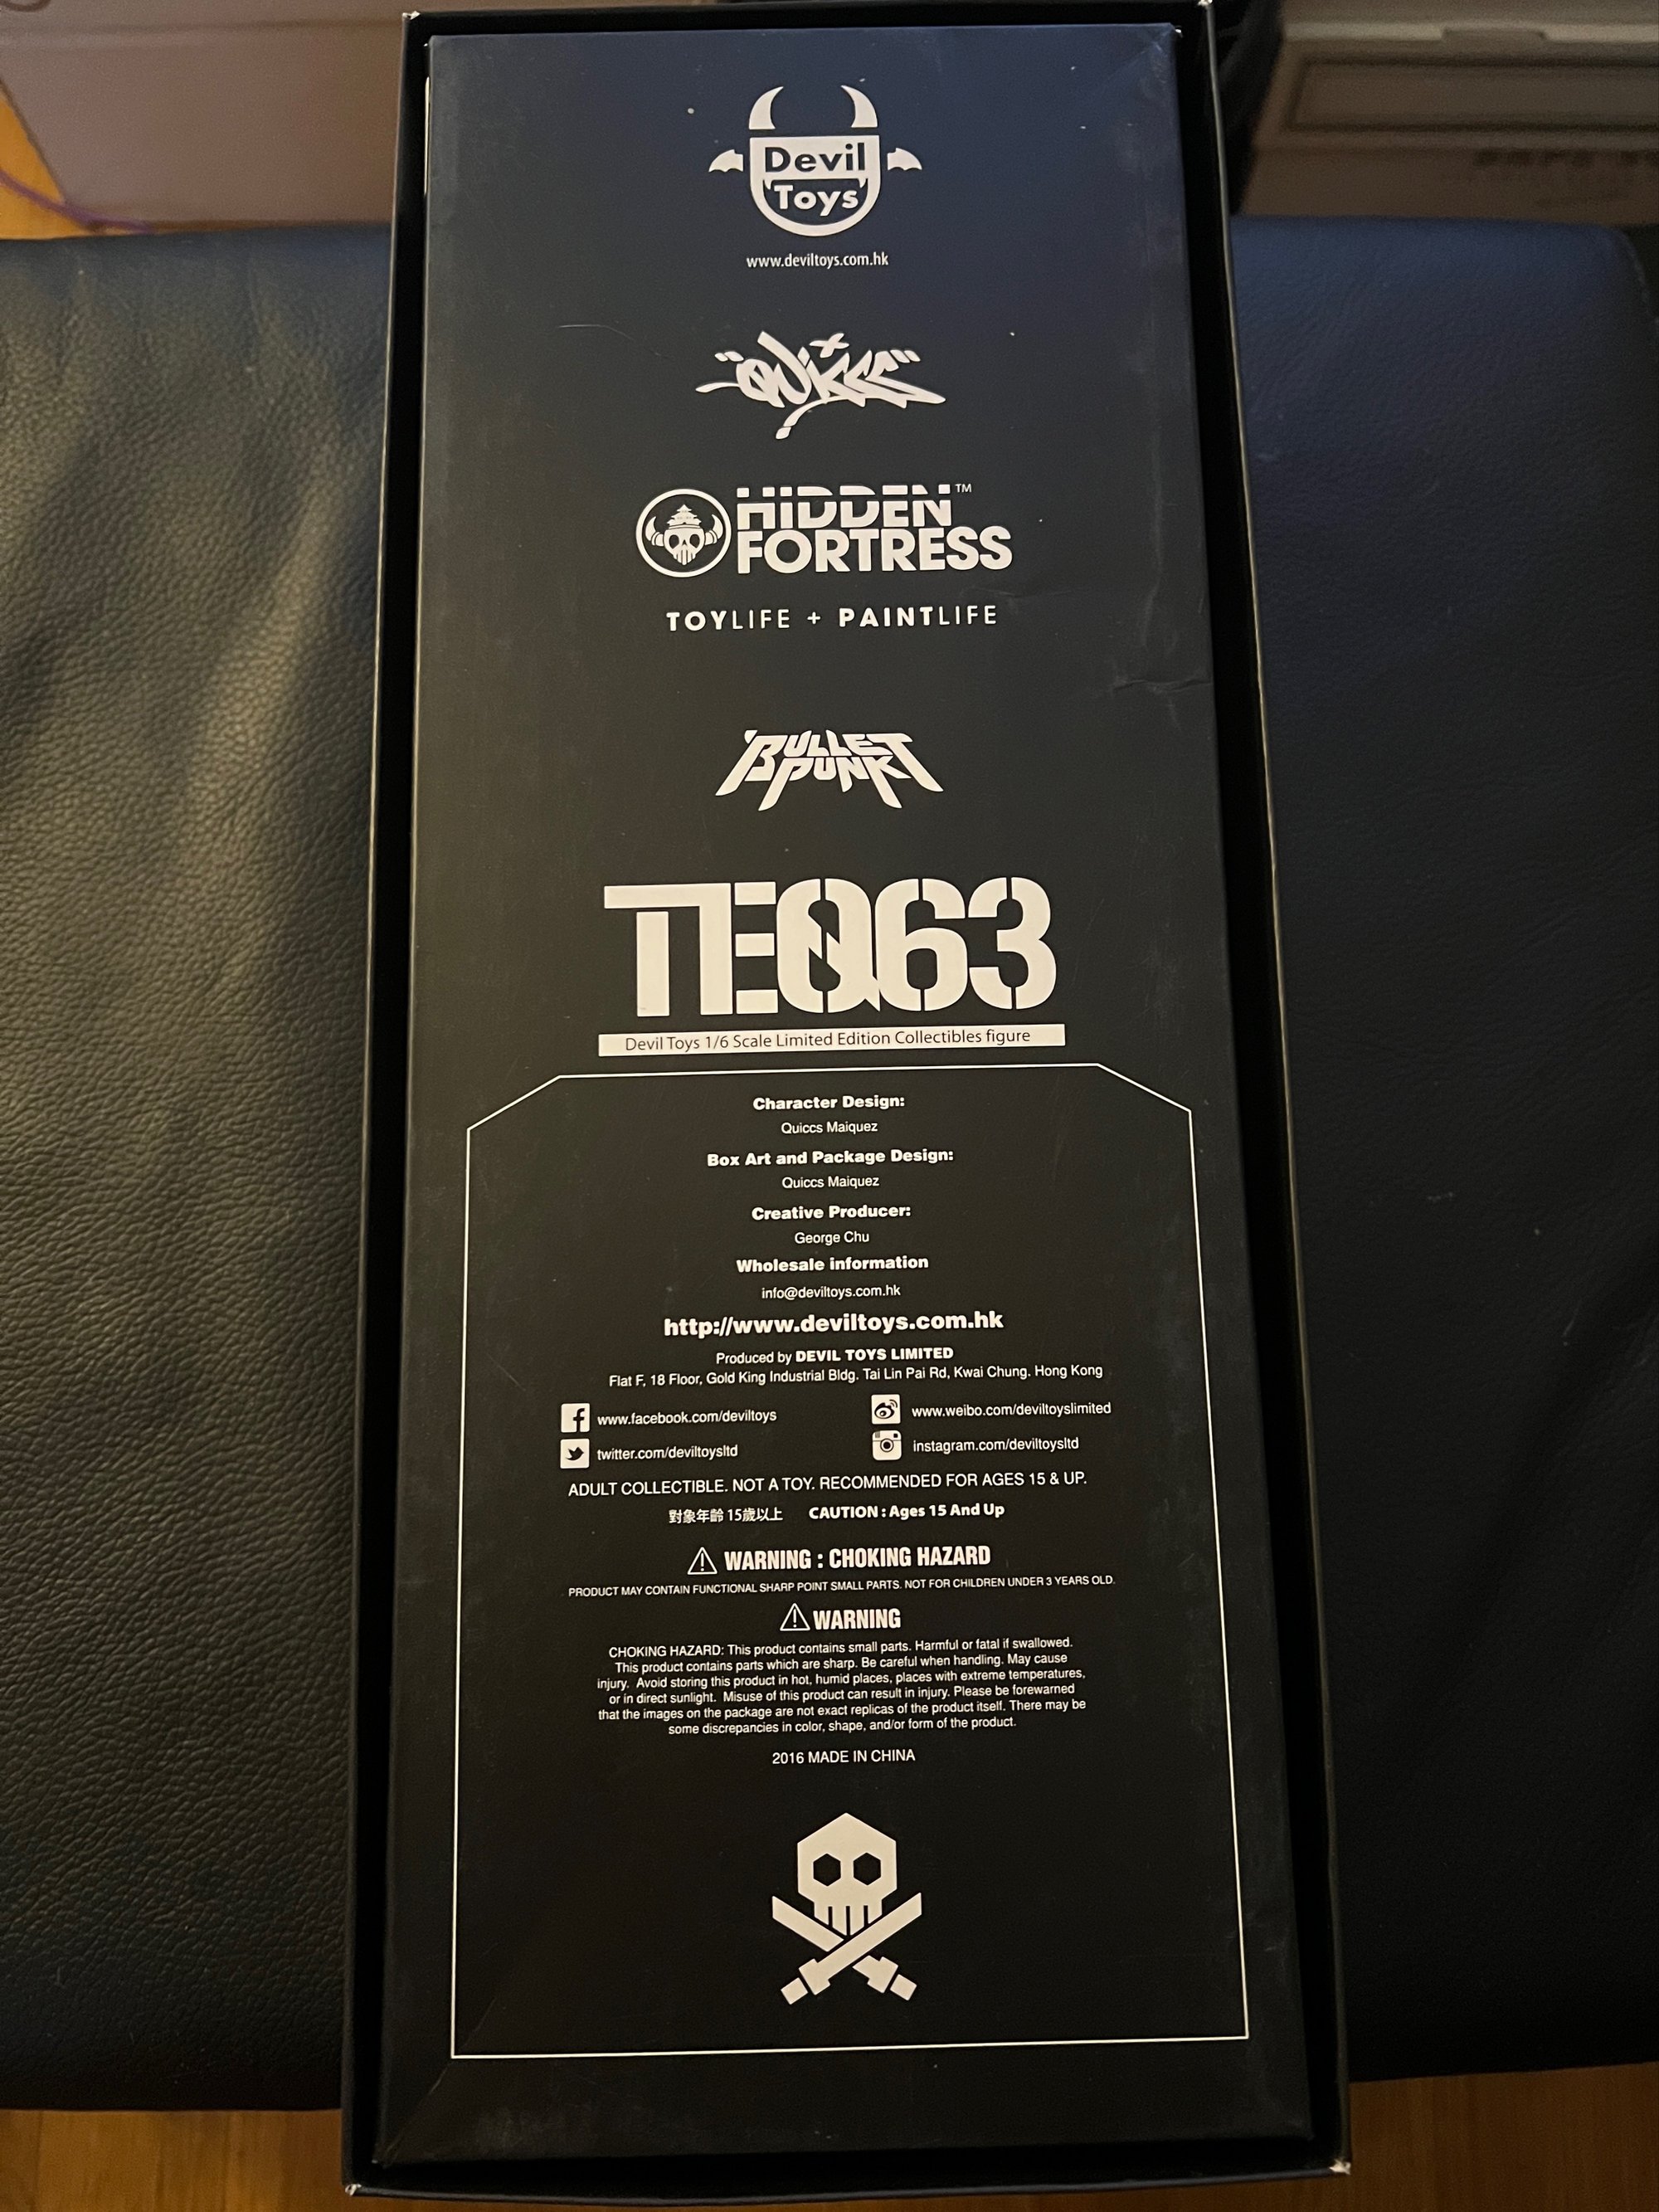 Devil
Toys
www.deviltoys.com.hk
"QUICCS"
HIDDEN™
FORTRESS
TOYLIFE + PAINTLIFE
BULLET
PUNK
TEQ63
Devil Toys 1/6 Scale Limited Edition Collectibles figure
Character Design:
Quiccs Maiquez
Box Art and Package Design:
Quiccs Maiquez
Creative Producer:
George Chu
Wholesale information
info@deviltoys.com.hk
http://www.deviltoys.com.hk
Produced by DEVIL TOYS LIMITED
Flat F, 18 Floor, Gold King Industrial Bldg. Tai Lin Pai Rd, Kwai Chung. Hong Kong
www.facebook.com/deviltoys www.weibo.com/deviltoyslimited
twitter.com/deviltoysltd instagram.com/deviltoysltd
ADULT COLLECTIBLE. NOT A TOY. RECOMMENDED FOR AGES 15 & UP.
對象年齡 15歲以上 CAUTION : Ages 15 And Up
WARNING : CHOKING HAZARD
PRODUCT MAY CONTAIN FUNCTIONAL SHARP POINT SMALL PARTS. NOT FOR CHILDREN UNDER 3 YEARS OLD.
WARNING
CHOKING HAZARD: This product contains small parts. Harmful or fatal if swallowed.
This product contains parts which are sharp. Be careful when handling. May cause
injury. Avoid storing this product in hot, humid places, places with extreme temperatures,
or in direct sunlight. Misuse of this product can result in injury. Please be forewarned
that the images on the package are not exact replicas of the product itself. There may be
some discrepancies in color, shape, and/or form of the product.
2016 MADE IN CHINA